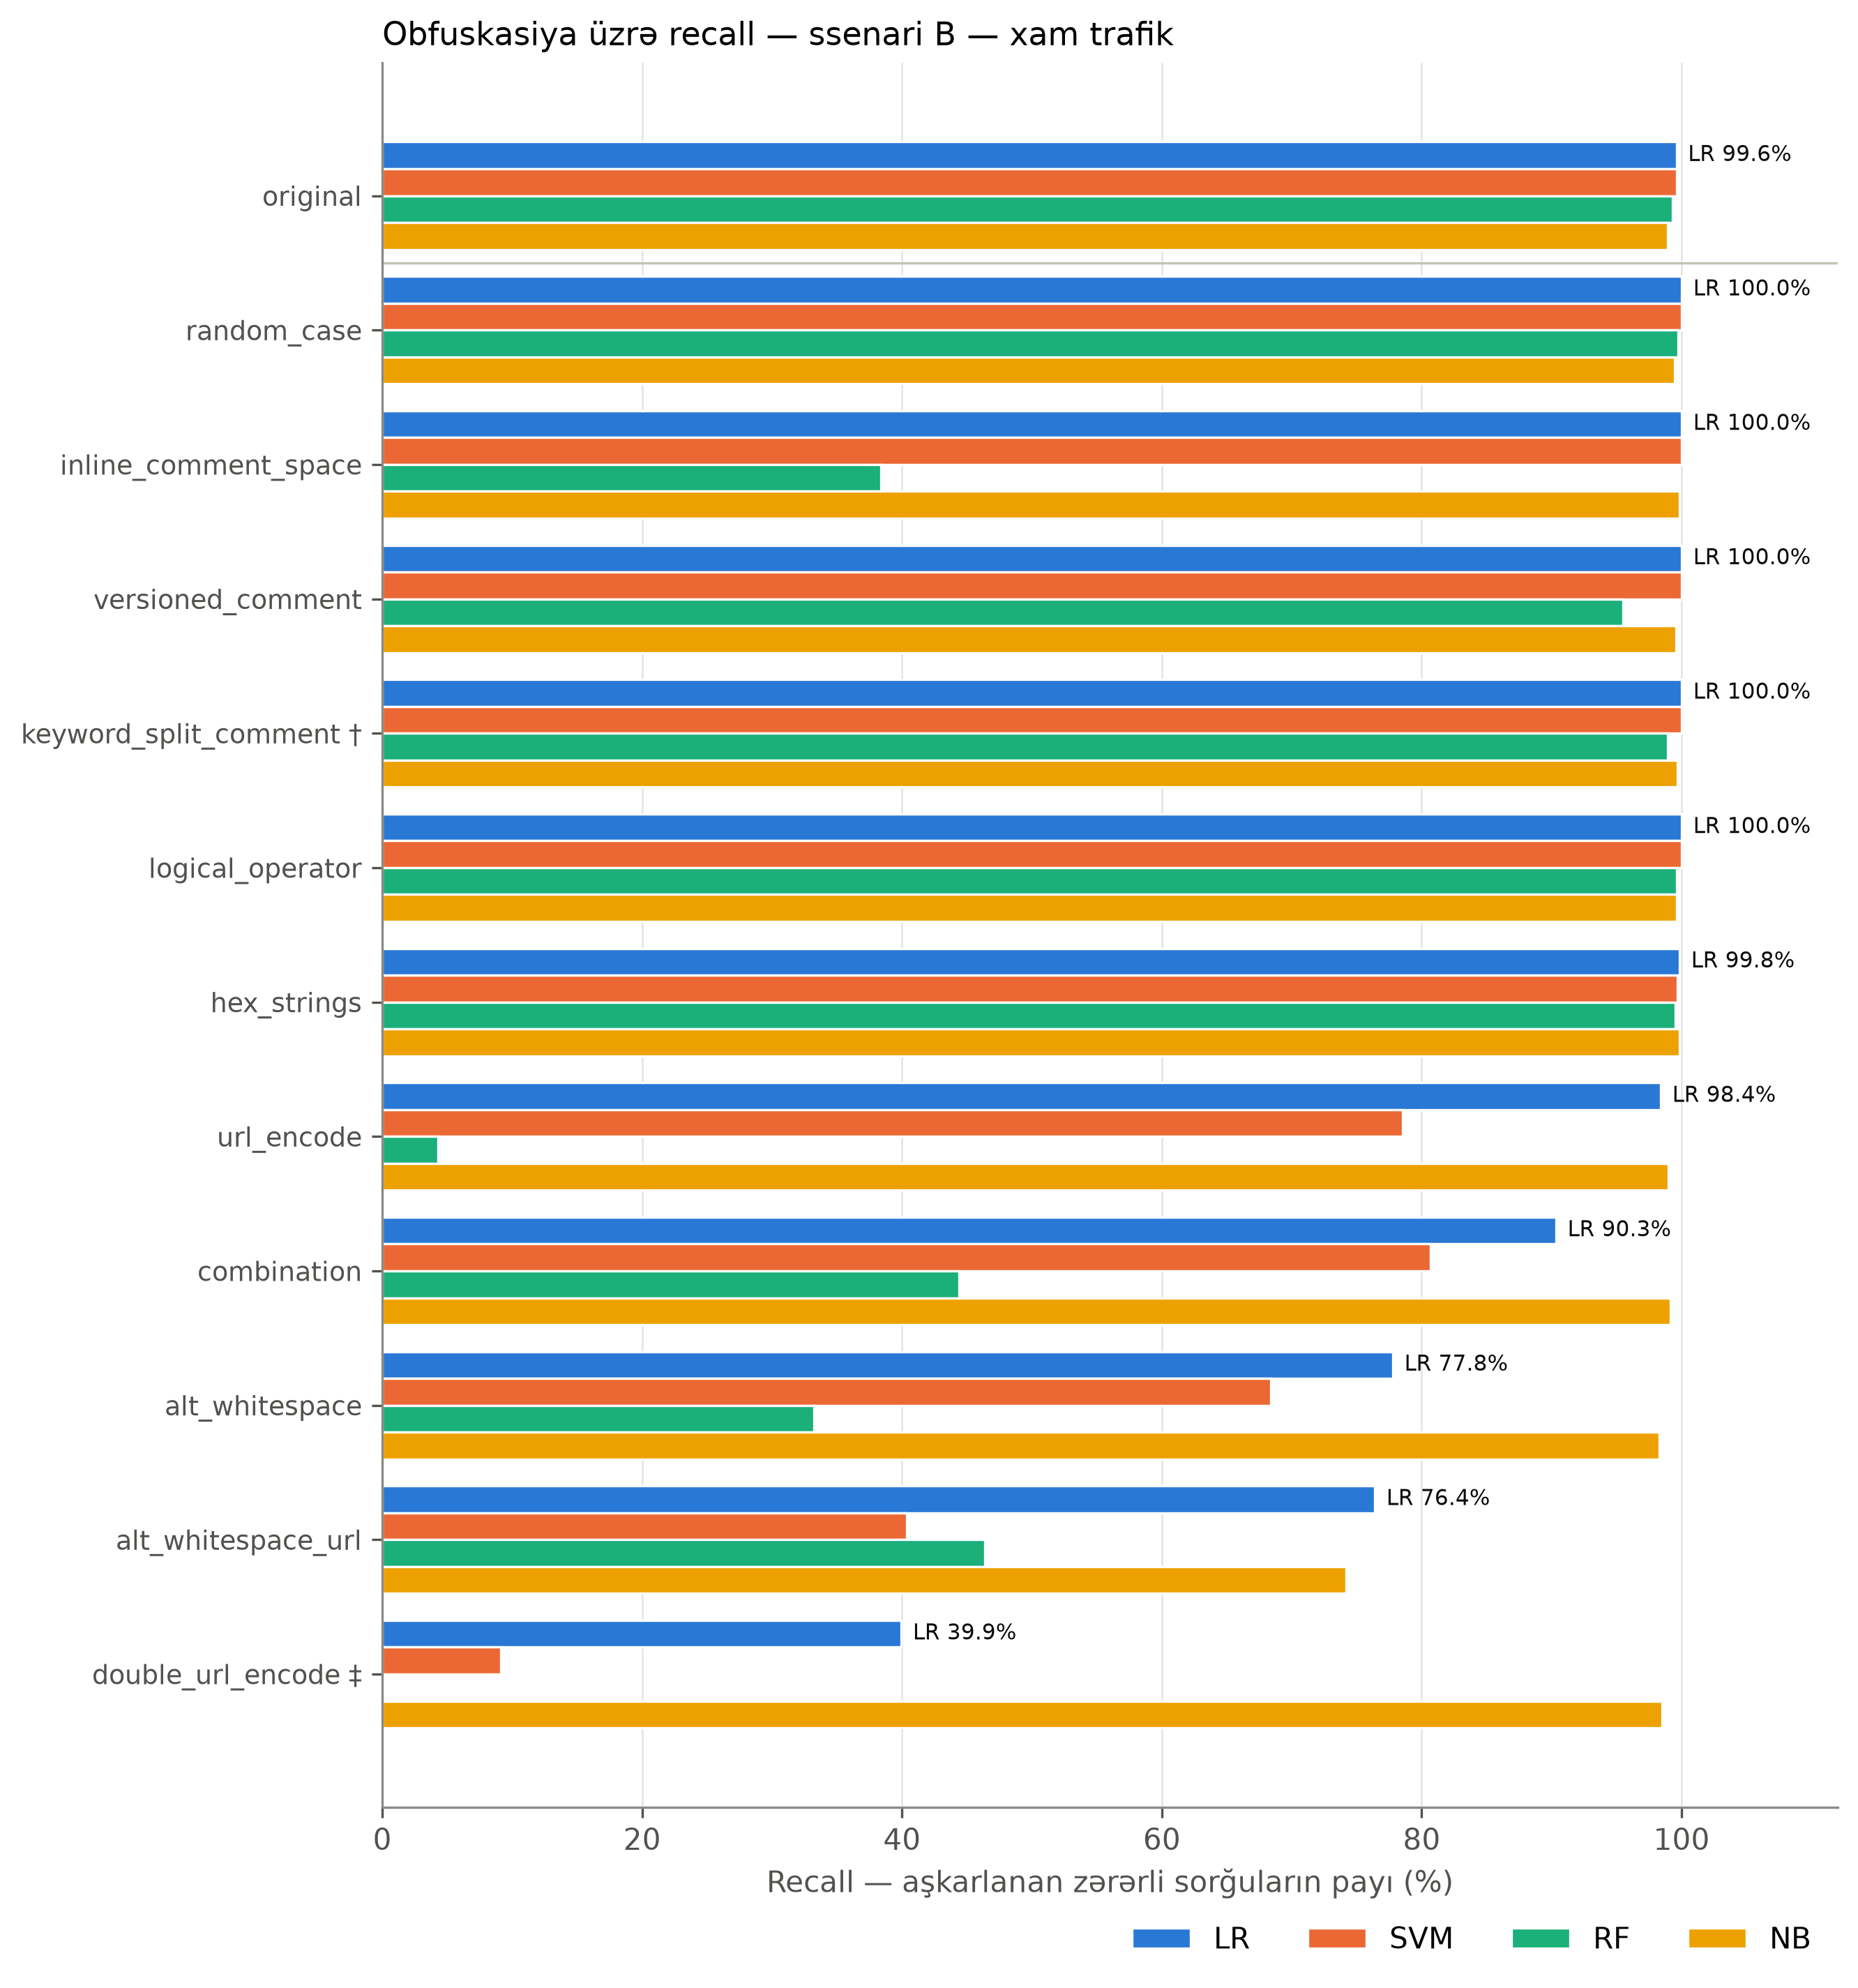 Obfuskasiya üzrə recall — ssenari B — xam trafik
original
LR 99.6%
random_case
LR 100.0%
inline_comment_space
LR 100.0%
versioned_comment
LR 100.0%
keyword_split_comment †
LR 100.0%
logical_operator
LR 100.0%
hex_strings
LR 99.8%
url_encode
LR 98.4%
combination
LR 90.3%
alt_whitespace
LR 77.8%
alt_whitespace_url
LR 76.4%
double_url_encode ‡
LR 39.9%
0 20 40 60 80 100
Recall — aşkarlanan zərərli sorğuların payı (%)
LR SVM RF NB